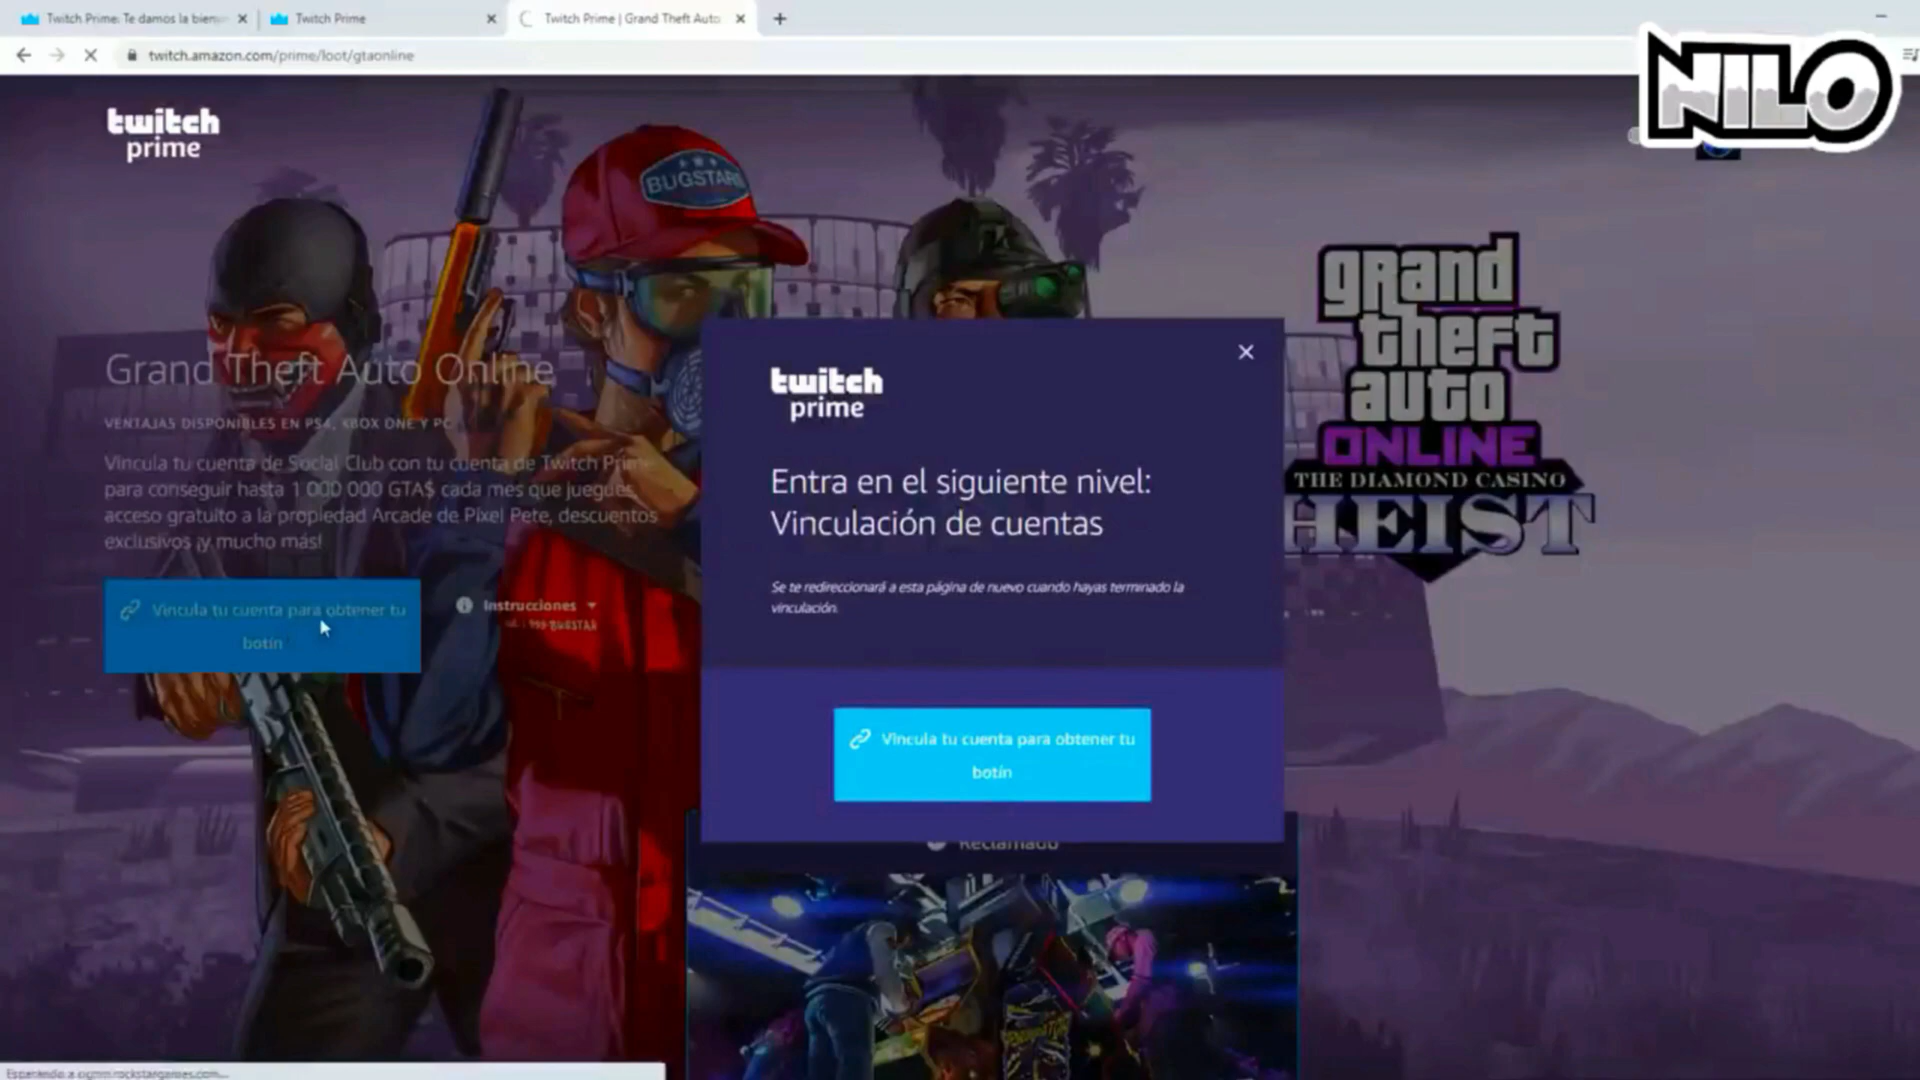 Twitch Prime: Te damos la bien
Twitch Prime
Twitch Prime | Grand Theft Auto
twitch.amazon.com/prime/loot/gtaonline
NILO
twitch
prime
BUGSTARS
grand
theft
auto
ONLINE
THE DIAMOND CASINO
HEIST
Grand Theft Auto Online
VENTAJAS DISPONIBLES EN PS4, XBOX ONE Y PC
Vincula tu cuenta de Social Club con tu cuenta de Twitch Prime
para conseguir hasta 1 000 000 GTA$ cada mes que juegues,
acceso gratuito a la propiedad Arcade de Pixel Pete, descuentos
exclusivos ¡y mucho más!
Vincula tu cuenta para obtener tu
botín
Instrucciones
twitch
prime
Entra en el siguiente nivel:
Vinculación de cuentas
Se te redireccionará a esta página de nuevo cuando hayas terminado la
vinculación.
Vincula tu cuenta para obtener tu
botín
Reclamado